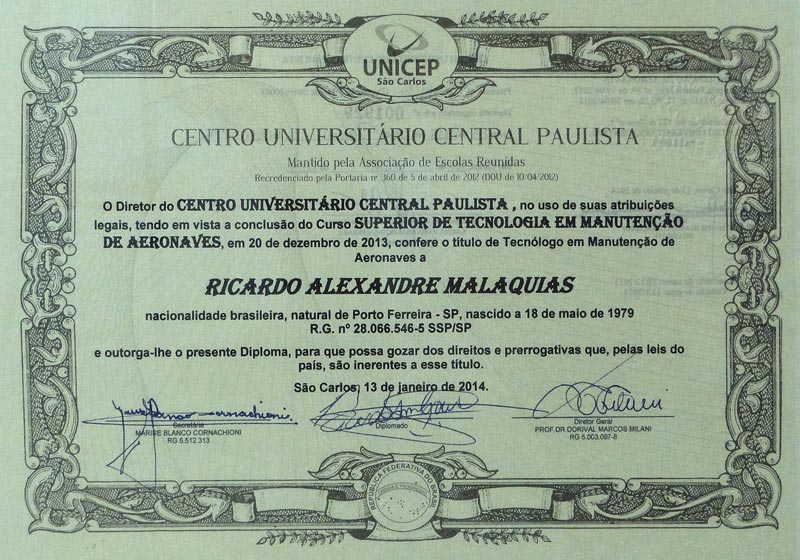 UNICEP
São Carlos
CENTRO UNIVERSITÁRIO CENTRAL PAULISTA
Mantido pela Associação de Escolas Reunidas
Recredenciado pela Portaria nº 360 de 5 de abril de 2012 (DOU de 10/04/2012)
O Diretor do CENTRO UNIVERSITÁRIO CENTRAL PAULISTA , no uso de suas atribuições
legais, tendo em vista a conclusão do Curso SUPERIOR DE TECNOLOGIA EM MANUTENÇÃO
DE AERONAVES, em 20 de dezembro de 2013, confere o título de Tecnólogo em Manutenção de
Aeronaves a
RICARDO ALEXANDRE MALAQUIAS
nacionalidade brasileira, natural de Porto Ferreira - SP, nascido a 18 de maio de 1979
R.G. nº 28.066.546-5 SSP/SP
e outorga-lhe o presente Diploma, para que possa gozar dos direitos e prerrogativas que, pelas leis do
país, são inerentes a esse título.
São Carlos, 13 de janeiro de 2014.
Secretária
MARISE BLANCO CORNACHIONI
RG 5.512.313
Diplomado
Diretor Geral
PROF.DR DORIVAL MARCOS MILANI
RG 5.003.097-8
REPÚBLICA FEDERATIVA DO BRASIL